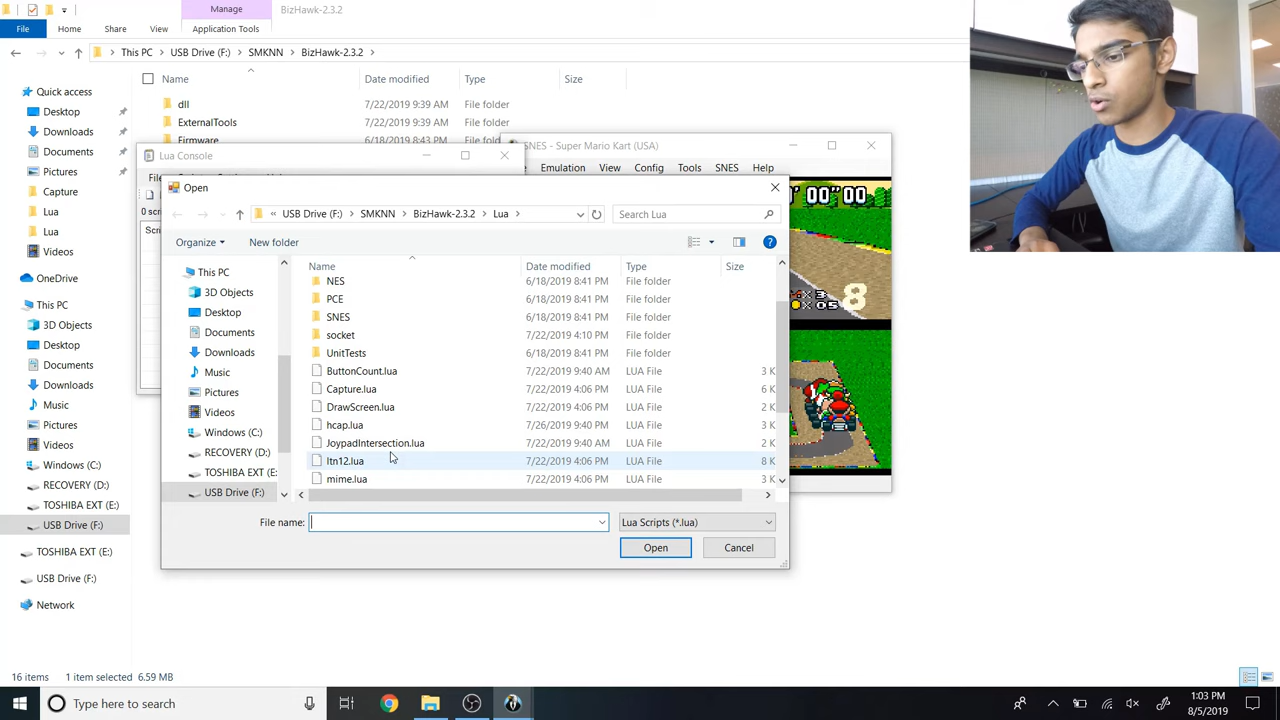 Manage
BizHawk-2.3.2
File Home Share View Application Tools
This PC > USB Drive (F:) > SMKNN > BizHawk-2.3.2 >
Name Date modified Type Size
Quick access
Desktop
Downloads
Documents
Pictures
Capture
Lua
Lua
Videos
OneDrive
This PC
3D Objects
Desktop
Documents
Downloads
Music
Pictures
Videos
Windows (C:)
RECOVERY (D:)
TOSHIBA EXT (E:)
USB Drive (F:)
TOSHIBA EXT (E:)
USB Drive (F:)
Network
dll 7/22/2019 9:39 AM File folder
ExternalTools 7/22/2019 9:39 AM File folder
Firmware 6/18/2019 8:43 PM File fold
Lua Console
SNES - Super Mario Kart (USA)
Emulation View Config Tools SNES Help
'00"00
× 3
× 05
8
Open
« USB Drive (F:) > SMKNN > BizHawk-2.3.2 > Lua >
Search Lua
Organize New folder
This PC
3D Objects
Desktop
Documents
Downloads
Music
Pictures
Videos
Windows (C:)
RECOVERY (D:)
TOSHIBA EXT (E:
USB Drive (F:)
Name Date modified Type Size
NES 6/18/2019 8:41 PM File folder
PCE 6/18/2019 8:41 PM File folder
SNES 6/18/2019 8:41 PM File folder
socket 7/22/2019 4:10 PM File folder
UnitTests 6/18/2019 8:41 PM File folder
ButtonCount.lua 7/22/2019 9:40 AM LUA File 3 K
Capture.lua 7/22/2019 4:06 PM LUA File 6 K
DrawScreen.lua 7/22/2019 4:06 PM LUA File 2 K
hcap.lua 7/26/2019 9:40 PM LUA File 3 K
JoypadIntersection.lua 7/22/2019 9:40 AM LUA File 2 K
ltn12.lua 7/22/2019 4:06 PM LUA File 8 K
mime.lua 7/22/2019 4:06 PM LUA File 3 K
File name:
Lua Scripts (*.lua)
Open Cancel
16 items 1 item selected 6.59 MB
Type here to search
1:03 PM
8/5/2019